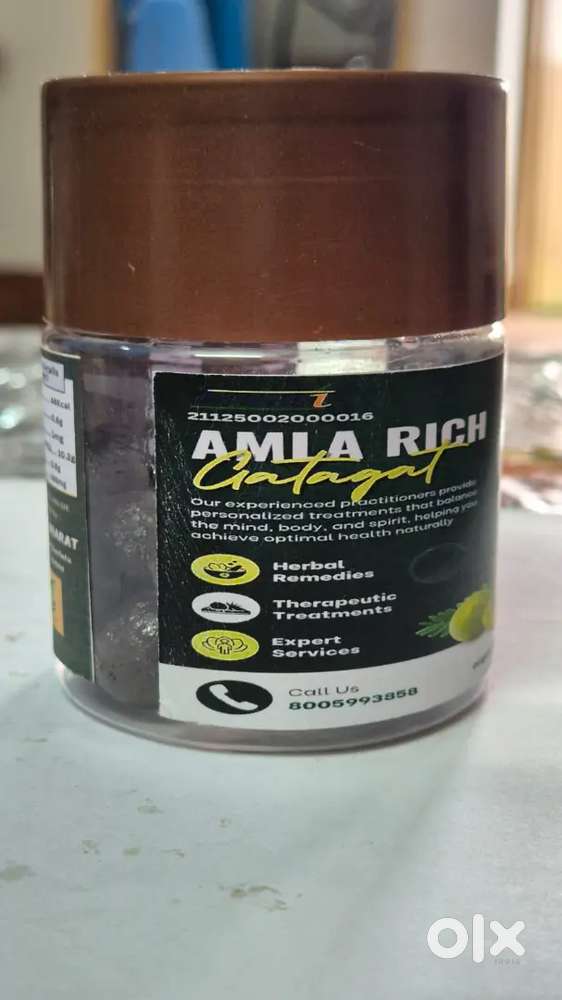 21125002000016
AMLA RICH
Gatagat
Our experienced practitioners provide
personalized treatments that balance
the mind, body, and spirit, helping you
achieve optimal health naturally
Herbal
Remedies
Therapeutic
Treatments
Expert
Services
Call Us
8005993858
olx
INDIA